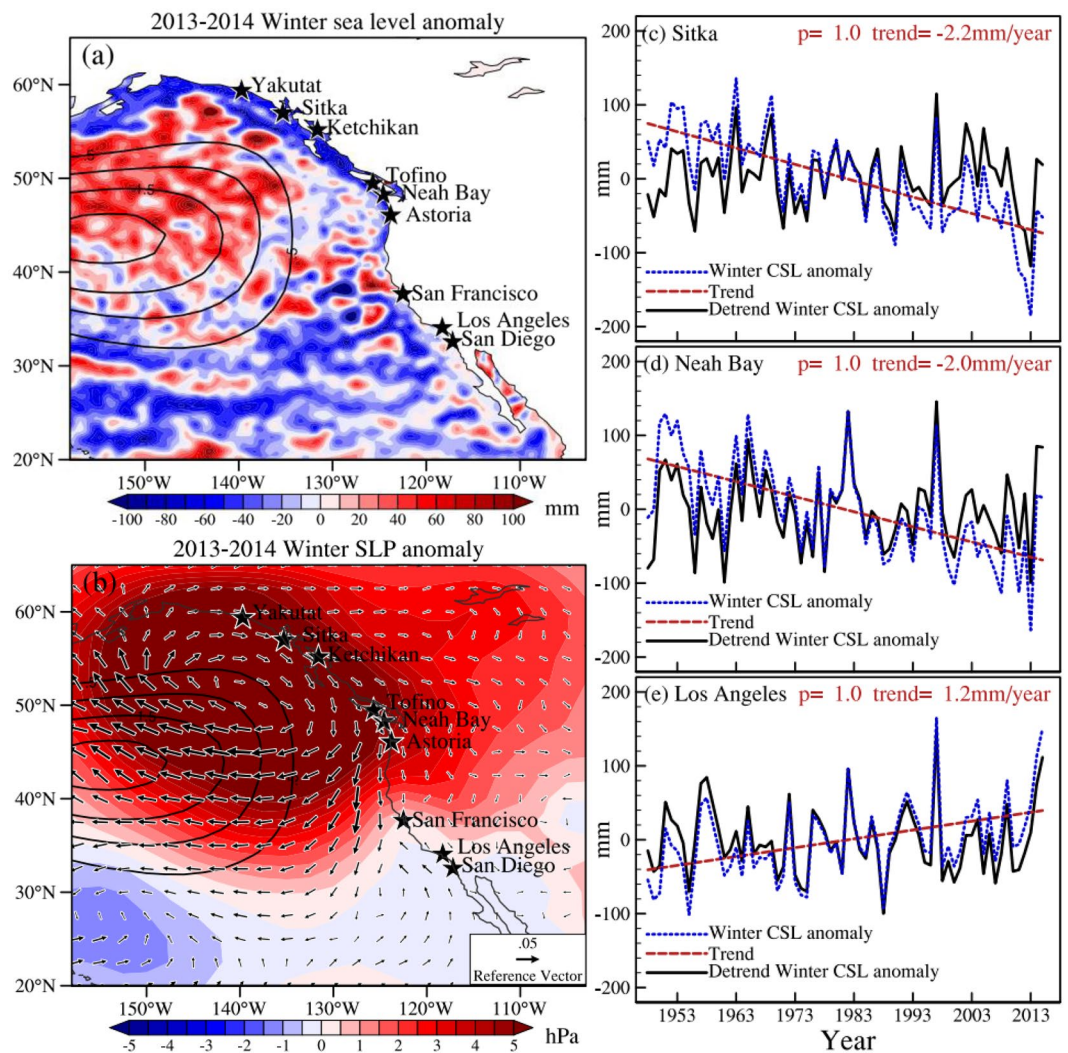 2013-2014 Winter sea level anomaly
(a)
Yakutat
Sitka
Ketchikan
Tofino
Neah Bay
Astoria
San Francisco
Los Angeles
San Diego
.5
4.5
.5
60°N
50°N
40°N
30°N
20°N
150°W 140°W 130°W 120°W 110°W
-100 -80 -60 -40 -20 0 20 40 60 80 100 mm
2013-2014 Winter SLP anomaly
(b)
Yakutat
Sitka
Ketchikan
Tofino
Neah Bay
Astoria
San Francisco
Los Angeles
San Diego
60°N
50°N
40°N
30°N
20°N
.05
Reference Vector
150°W 140°W 130°W 120°W 110°W
-5 -4 -3 -2 -1 0 1 2 3 4 5 hPa
(c) Sitka p= 1.0 trend= -2.2mm/year
200
100
0
-100
-200
mm
Winter CSL anomaly
Trend
Detrend Winter CSL anomaly
(d) Neah Bay p= 1.0 trend= -2.0mm/year
200
100
0
-100
-200
mm
Winter CSL anomaly
Trend
Detrend Winter CSL anomaly
(e) Los Angeles p= 1.0 trend= 1.2mm/year
200
100
0
-100
-200
mm
Winter CSL anomaly
Trend
Detrend Winter CSL anomaly
1953 1963 1973 1983 1993 2003 2013
Year